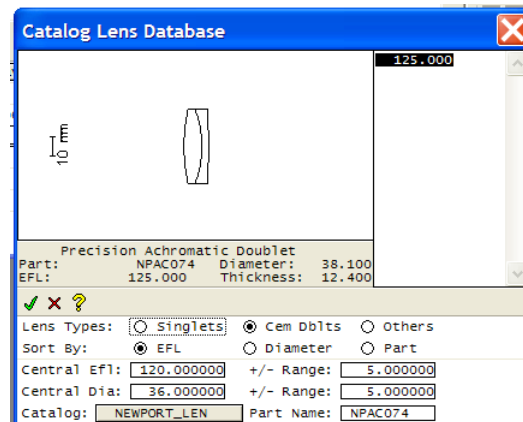 Catalog Lens Database
125.000
10 mm
Precision Achromatic Doublet
Part: NPAC074 Diameter: 38.100
EFL: 125.000 Thickness: 12.400
Lens Types: Singlets Cem Dblts Others
Sort By: EFL Diameter Part
Central Efl: 120.000000 +/- Range: 5.000000
Central Dia: 36.000000 +/- Range: 5.000000
Catalog: NEWPORT_LEN Part Name: NPAC074